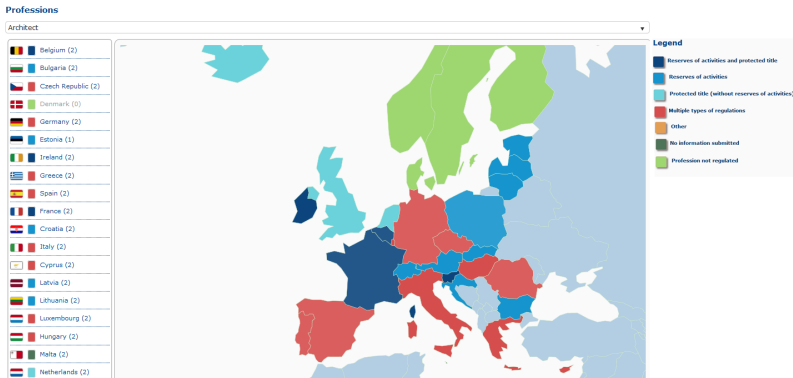 Professions
Architect
Belgium (2)
Bulgaria (2)
Czech Republic (2)
Denmark (0)
Germany (2)
Estonia (1)
Ireland (2)
Greece (2)
Spain (2)
France (2)
Croatia (2)
Italy (2)
Cyprus (2)
Latvia (2)
Lithuania (2)
Luxembourg (2)
Hungary (2)
Malta (2)
Netherlands (2)
Legend
Reserves of activities and protected title
Reserves of activities
Protected title (without reserves of activities)
Multiple types of regulations
Other
No information submitted
Profession not regulated